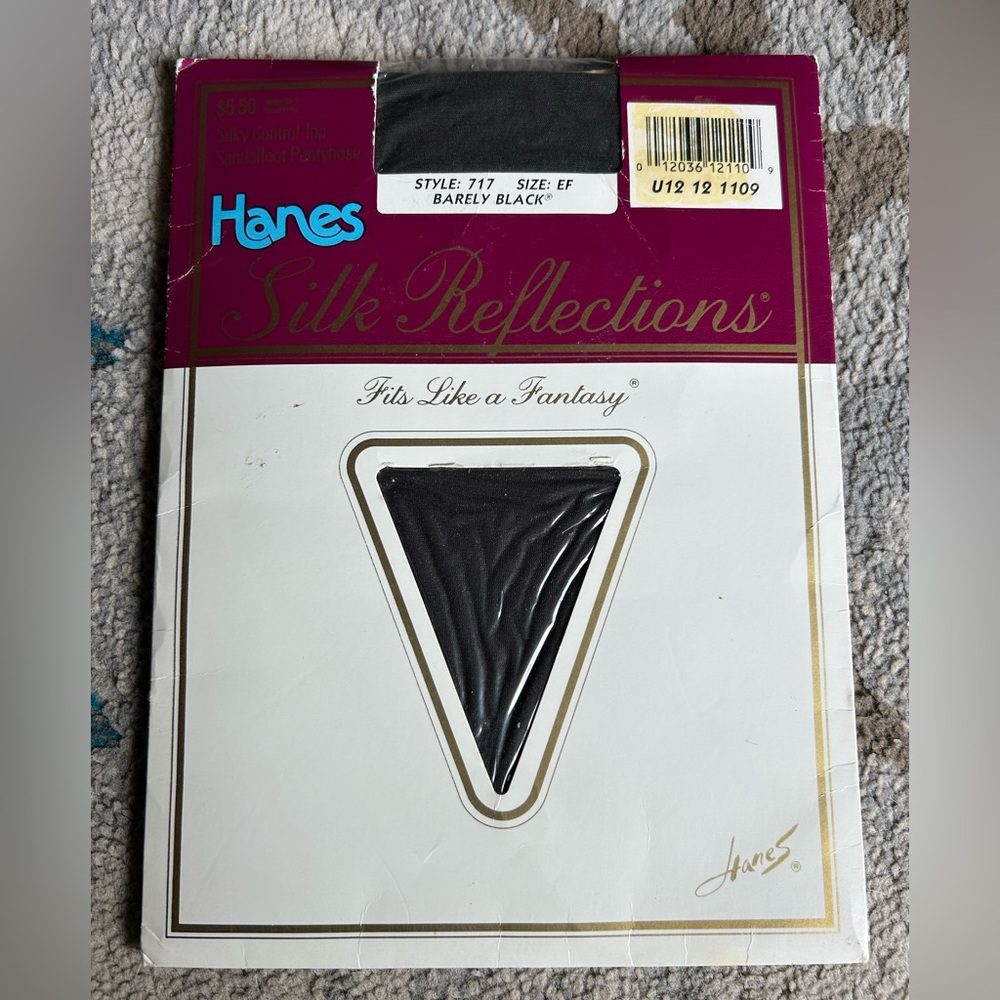 $5.50
Silky Control Top
Sandalfoot Pantyhose
STYLE: 717 SIZE: EF
BARELY BLACK®
0 12036 12110 9
U12 12 1109
Hanes
Silk Reflections®
Fits Like a Fantasy®
Hanes®